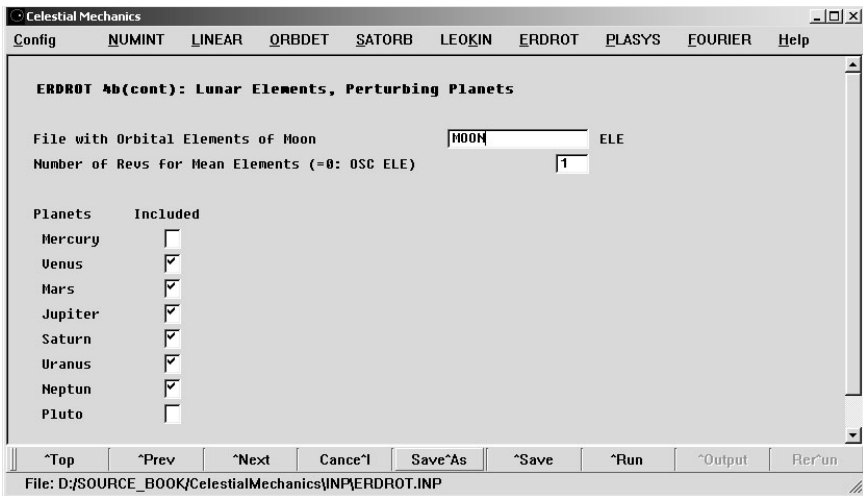 Celestial Mechanics
Config NUMINT LINEAR ORBDET SATORB LEOKIN ERDROT PLASYS FOURIER Help
ERDROT 4b(cont): Lunar Elements, Perturbing Planets
File with Orbital Elements of Moon MOON ELE
Number of Revs for Mean Elements (=0: OSC ELE) 1
Planets Included
Mercury
Venus
Mars
Jupiter
Saturn
Uranus
Neptun
Pluto
^Top ^Prev ^Next Cance^l Save^As ^Save ^Run ^Output Rer^un
File: D:/SOURCE_BOOK/CelestialMechanics\INP\ERDROT.INP